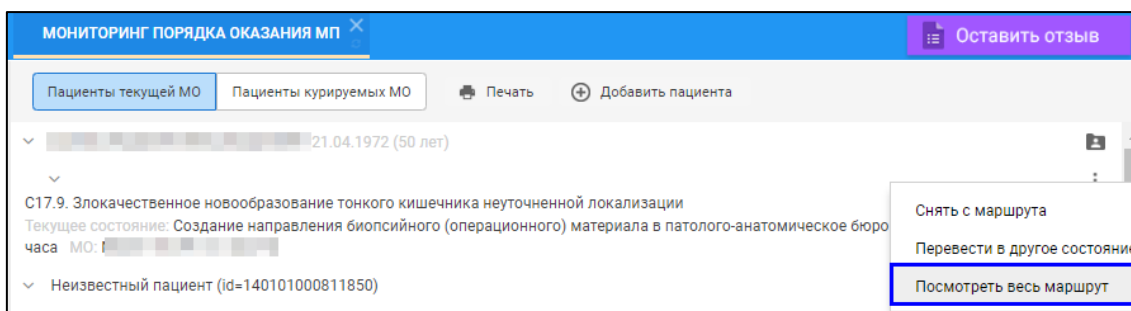 МОНИТОРИНГ ПОРЯДКА ОКАЗАНИЯ МП
Оставить отзыв
Пациенты текущей МО Пациенты курируемых МО Печать Добавить пациента
21.04.1972 (50 лет)
C17.9. Злокачественное новообразование тонкого кишечника неуточненной локализации
Текущее состояние: Создание направления биопсийного (операционного) материала в патолого-анатомическое бюро
часа МО:
Неизвестный пациент (id=140101000811850)
Снять с маршрута
Перевести в другое состояние
Посмотреть весь маршрут